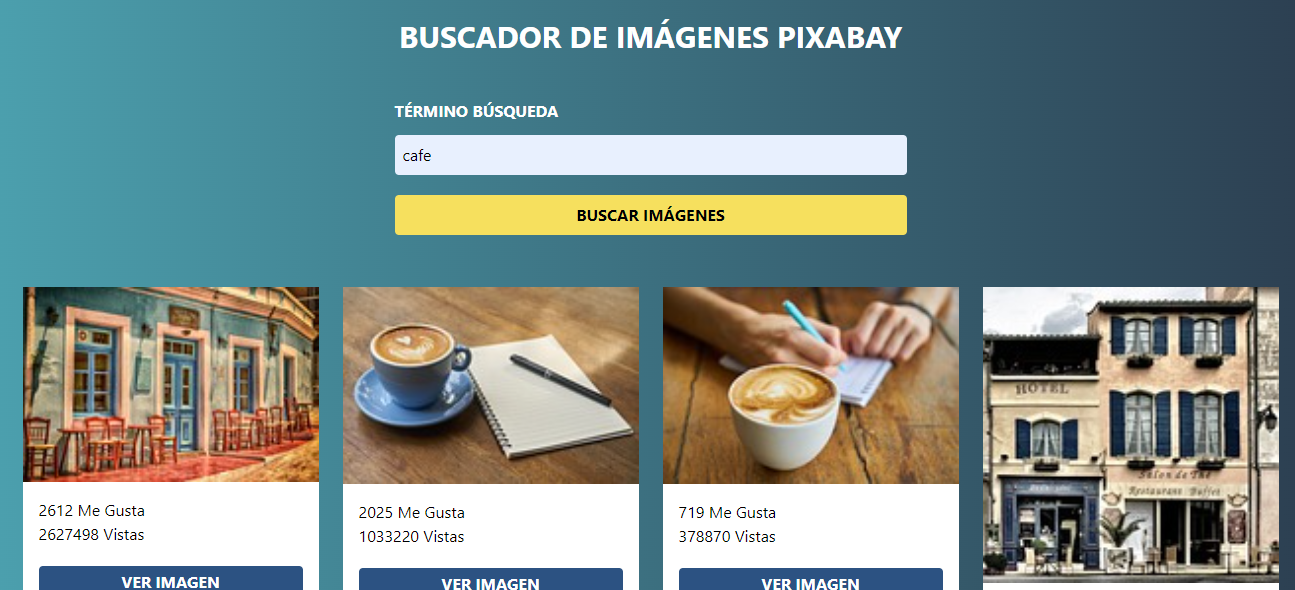 BUSCADOR DE IMÁGENES PIXABAY
TÉRMINO BÚSQUEDA
cafe
BUSCAR IMÁGENES
HOTEL
Salon de Thé
Restaurant Buffet
2612 Me Gusta
2627498 Vistas
VER IMAGEN
2025 Me Gusta
1033220 Vistas
VER IMAGEN
719 Me Gusta
378870 Vistas
VER IMAGEN